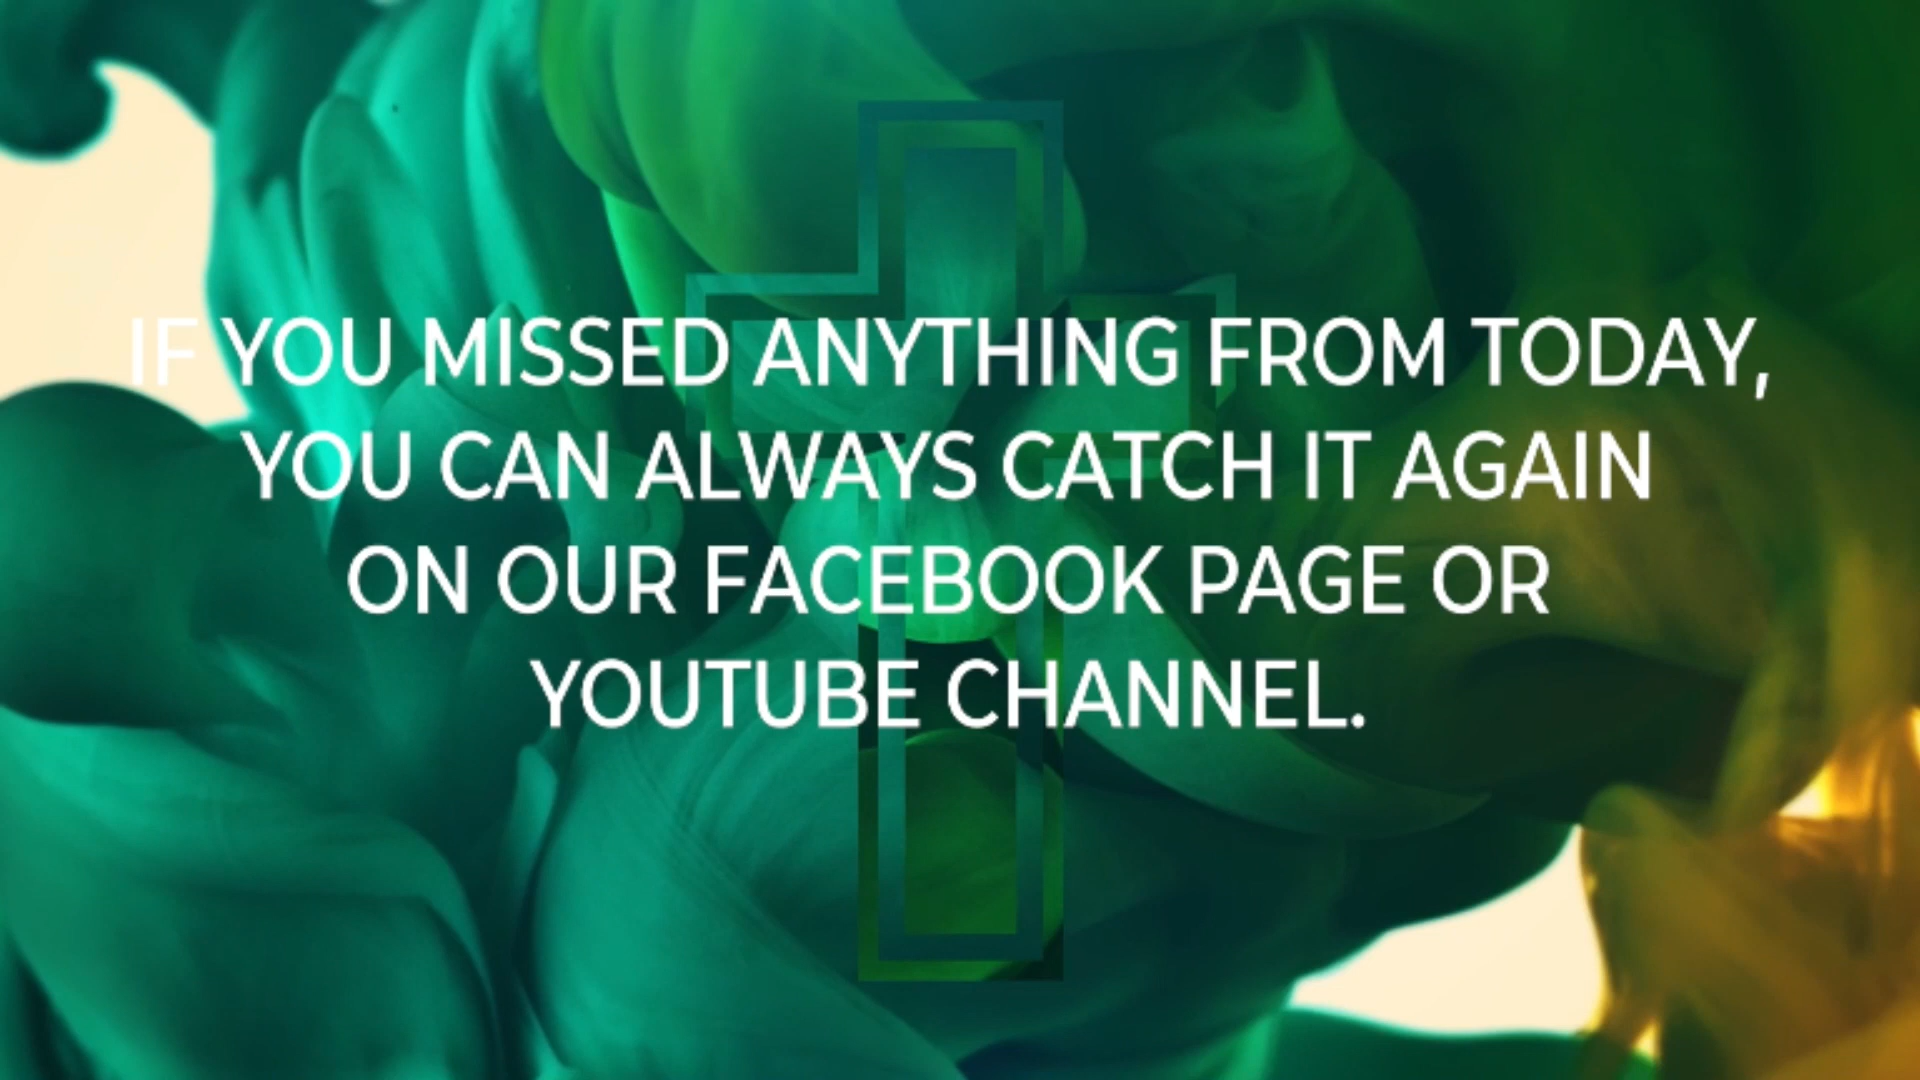 IF YOU MISSED ANYTHING FROM TODAY,
YOU CAN ALWAYS CATCH IT AGAIN
ON OUR FACEBOOK PAGE OR
YOUTUBE CHANNEL.